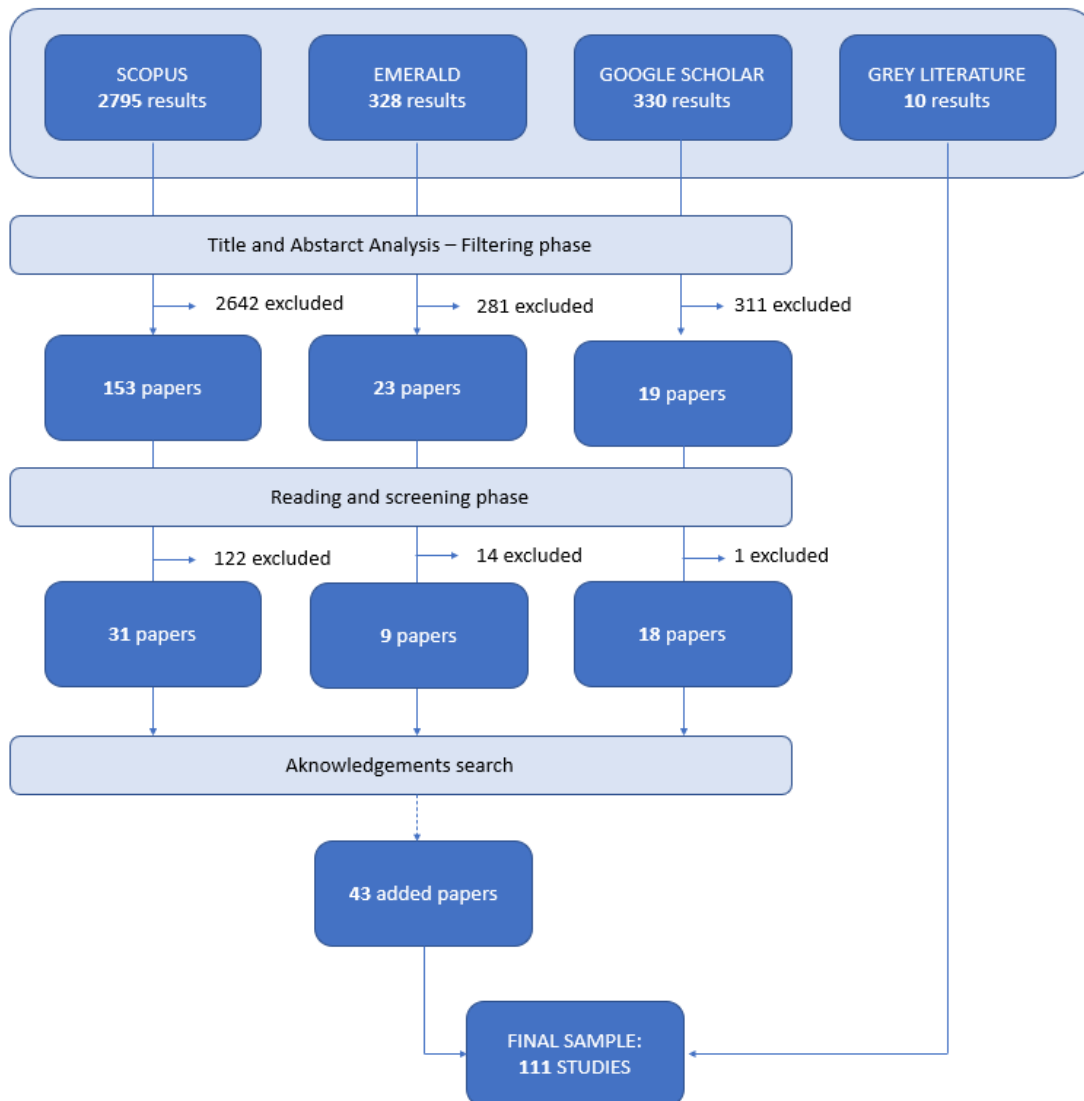 SCOPUS
2795 results
EMERALD
328 results
GOOGLE SCHOLAR
330 results
GREY LITERATURE
10 results
Title and Abstarct Analysis – Filtering phase
2642 excluded
281 excluded
311 excluded
153 papers
23 papers
19 papers
Reading and screening phase
122 excluded
14 excluded
1 excluded
31 papers
9 papers
18 papers
Aknowledgements search
43 added papers
FINAL SAMPLE:
111 STUDIES